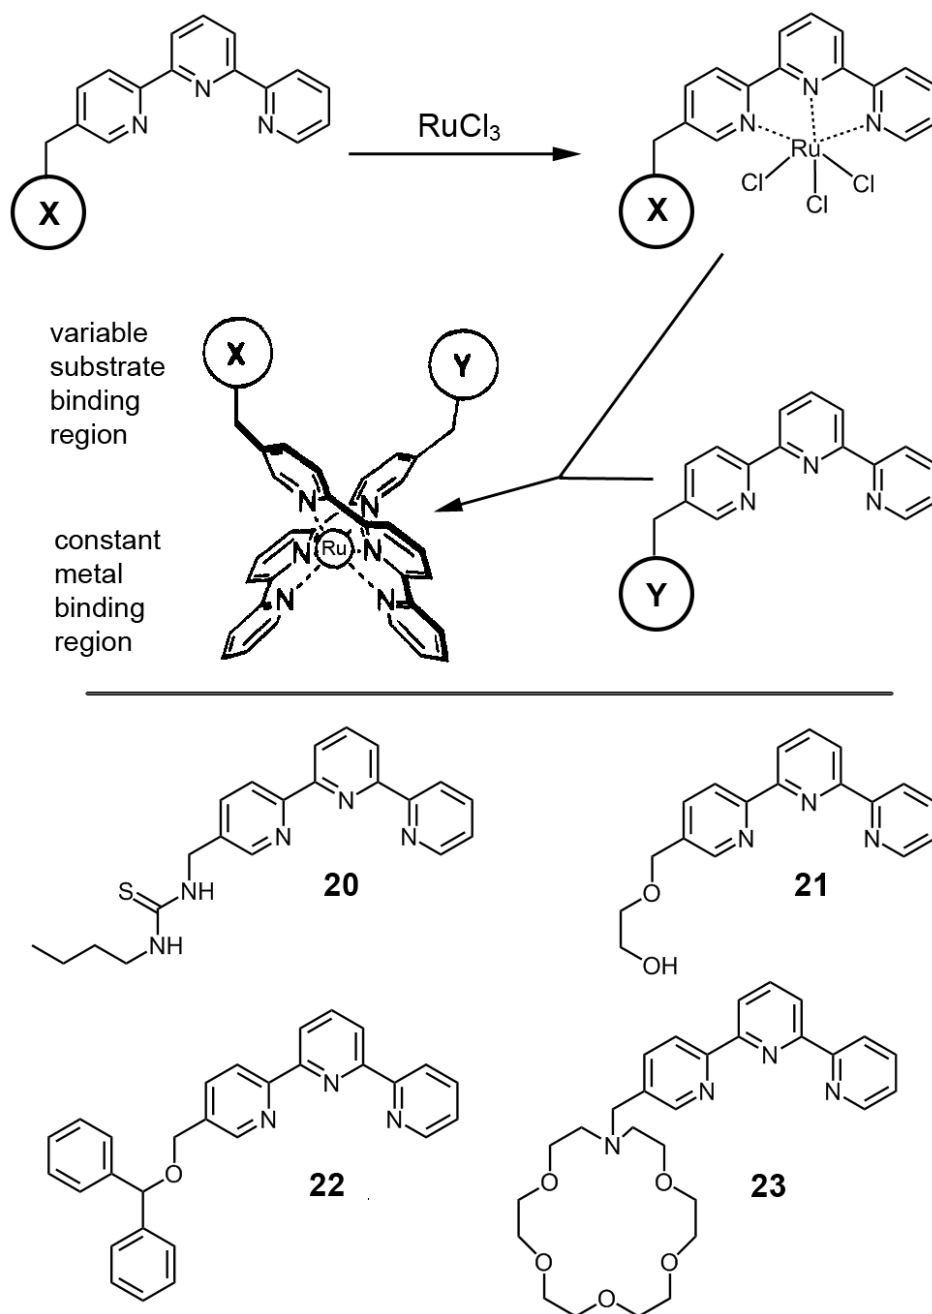 N
N
N
X
RuCl3
N
N
N
Ru
Cl
Cl
Cl
X
variable
substrate
binding
region
X
Y
N
N
N
N
N
N
Ru
constant
metal
binding
region
N
N
N
Y
N
N
N
S
NH
NH
20
N
N
N
O
OH
21
N
N
N
O
22
N
N
N
N
O
O
O
O
O
23